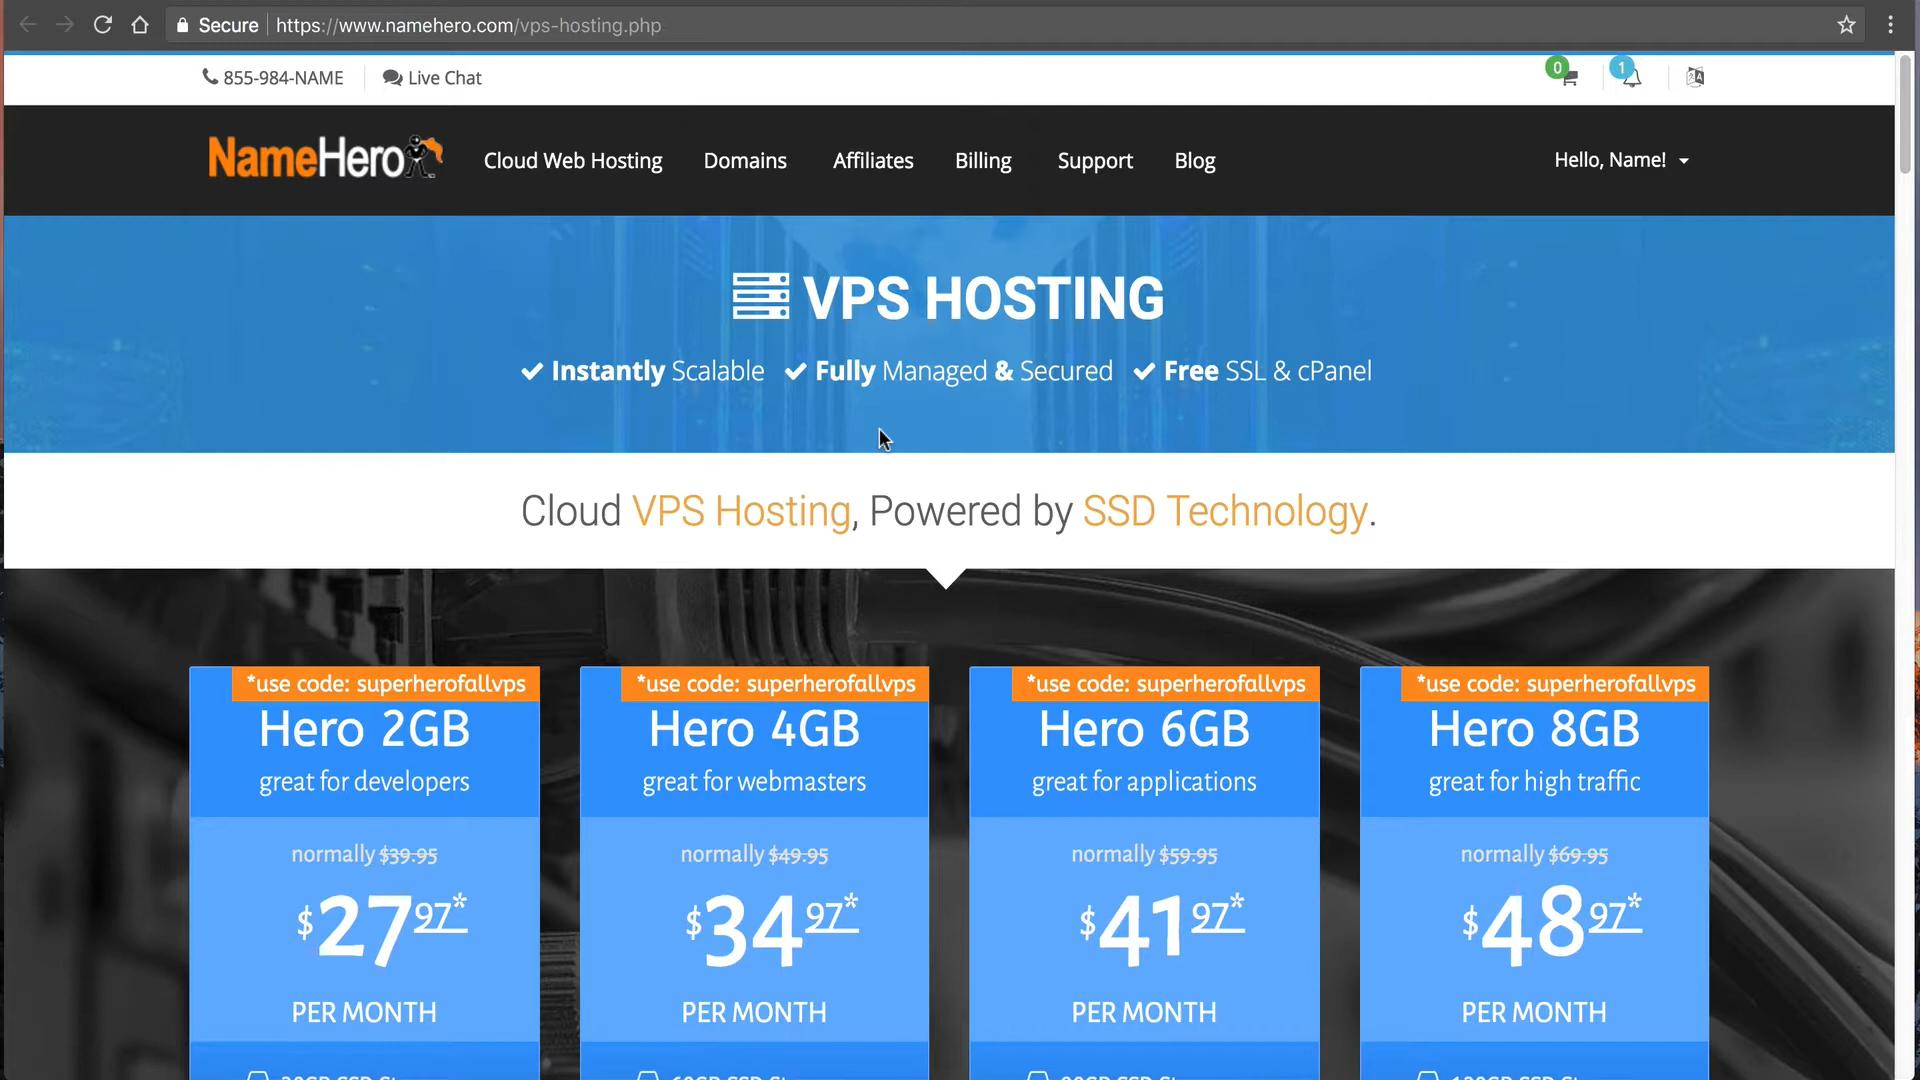 Secure https://www.namehero.com/vps-hosting.php
855-984-NAME Live Chat 0 1
NameHero Cloud Web Hosting Domains Affiliates Billing Support Blog Hello, Name!
VPS HOSTING
Instantly Scalable Fully Managed & Secured Free SSL & cPanel
Cloud VPS Hosting, Powered by SSD Technology.
*use code: superherofallvps
Hero 2GB
great for developers
normally $39.95
$27 97*
PER MONTH
*use code: superherofallvps
Hero 4GB
great for webmasters
normally $49.95
$34 97*
PER MONTH
*use code: superherofallvps
Hero 6GB
great for applications
normally $59.95
$41 97*
PER MONTH
*use code: superherofallvps
Hero 8GB
great for high traffic
normally $69.95
$48 97*
PER MONTH